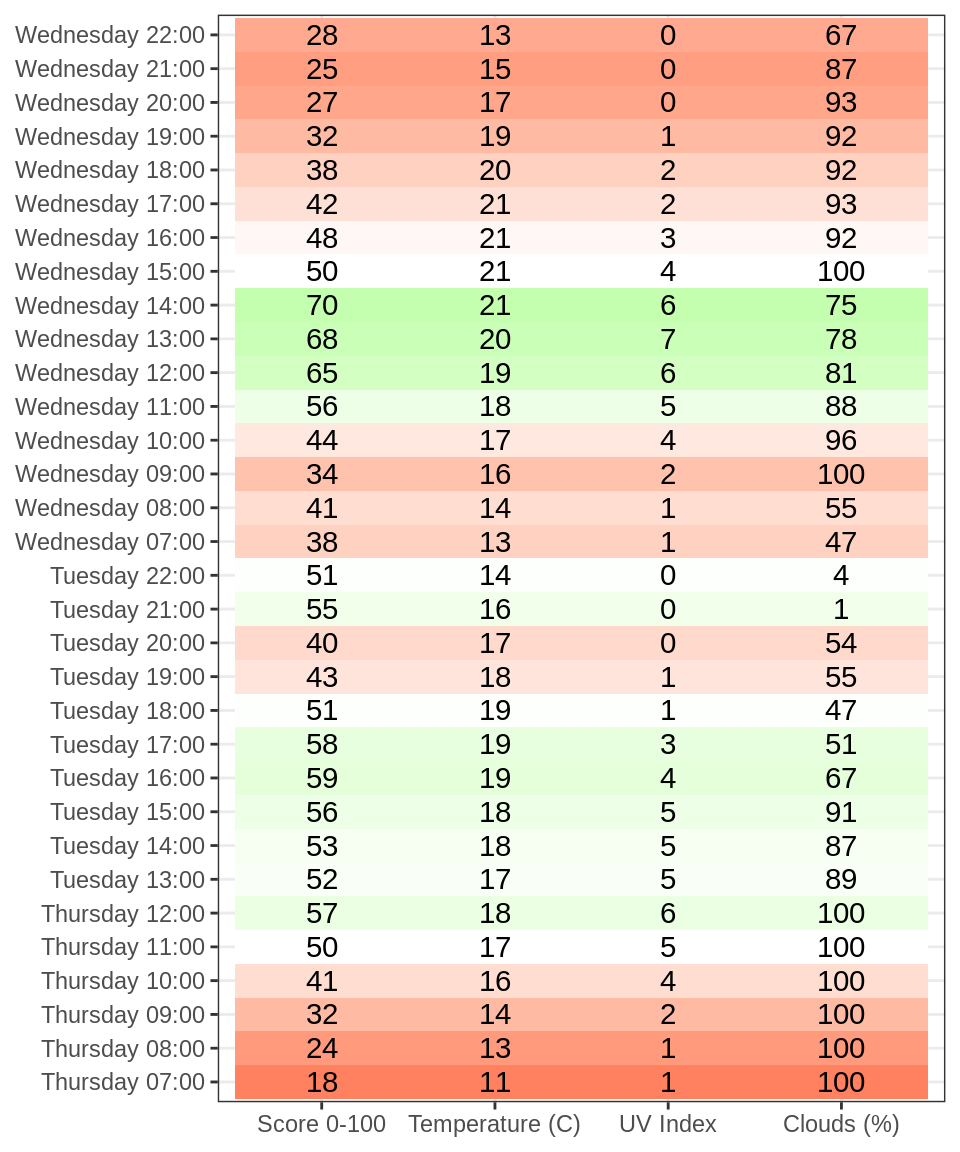 Wednesday 22:00 28 13 0 67
Wednesday 21:00 25 15 0 87
Wednesday 20:00 27 17 0 93
Wednesday 19:00 32 19 1 92
Wednesday 18:00 38 20 2 92
Wednesday 17:00 42 21 2 93
Wednesday 16:00 48 21 3 92
Wednesday 15:00 50 21 4 100
Wednesday 14:00 70 21 6 75
Wednesday 13:00 68 20 7 78
Wednesday 12:00 65 19 6 81
Wednesday 11:00 56 18 5 88
Wednesday 10:00 44 17 4 96
Wednesday 09:00 34 16 2 100
Wednesday 08:00 41 14 1 55
Wednesday 07:00 38 13 1 47
Tuesday 22:00 51 14 0 4
Tuesday 21:00 55 16 0 1
Tuesday 20:00 40 17 0 54
Tuesday 19:00 43 18 1 55
Tuesday 18:00 51 19 1 47
Tuesday 17:00 58 19 3 51
Tuesday 16:00 59 19 4 67
Tuesday 15:00 56 18 5 91
Tuesday 14:00 53 18 5 87
Tuesday 13:00 52 17 5 89
Thursday 12:00 57 18 6 100
Thursday 11:00 50 17 5 100
Thursday 10:00 41 16 4 100
Thursday 09:00 32 14 2 100
Thursday 08:00 24 13 1 100
Thursday 07:00 18 11 1 100
Score 0-100 Temperature (C) UV Index Clouds (%)